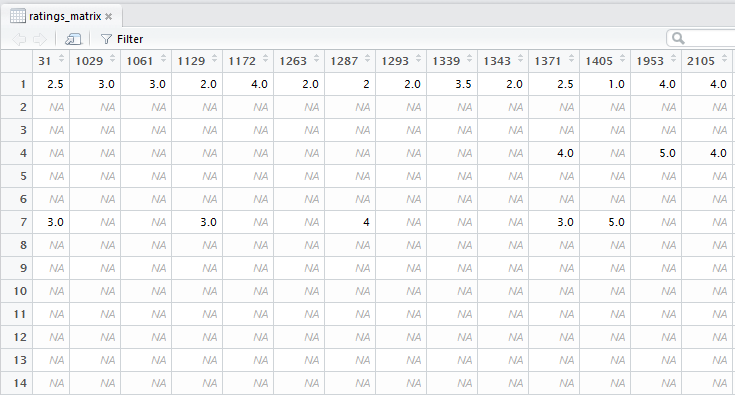 ratings_matrix
Filter
31 1029 1061 1129 1172 1263 1287 1293 1339 1343 1371 1405 1953 2105
1 2.5 3.0 3.0 2.0 4.0 2.0 2 2.0 3.5 2.0 2.5 1.0 4.0 4.0
2 NA NA NA NA NA NA NA NA NA NA NA NA NA NA
3 NA NA NA NA NA NA NA NA NA NA NA NA NA NA
4 NA NA NA NA NA NA NA NA NA NA 4.0 NA 5.0 4.0
5 NA NA NA NA NA NA NA NA NA NA NA NA NA NA
6 NA NA NA NA NA NA NA NA NA NA NA NA NA NA
7 3.0 NA NA 3.0 NA NA 4 NA NA NA 3.0 5.0 NA NA
8 NA NA NA NA NA NA NA NA NA NA NA NA NA NA
9 NA NA NA NA NA NA NA NA NA NA NA NA NA NA
10 NA NA NA NA NA NA NA NA NA NA NA NA NA NA
11 NA NA NA NA NA NA NA NA NA NA NA NA NA NA
12 NA NA NA NA NA NA NA NA NA NA NA NA NA NA
13 NA NA NA NA NA NA NA NA NA NA NA NA NA NA
14 NA NA NA NA NA NA NA NA NA NA NA NA NA NA